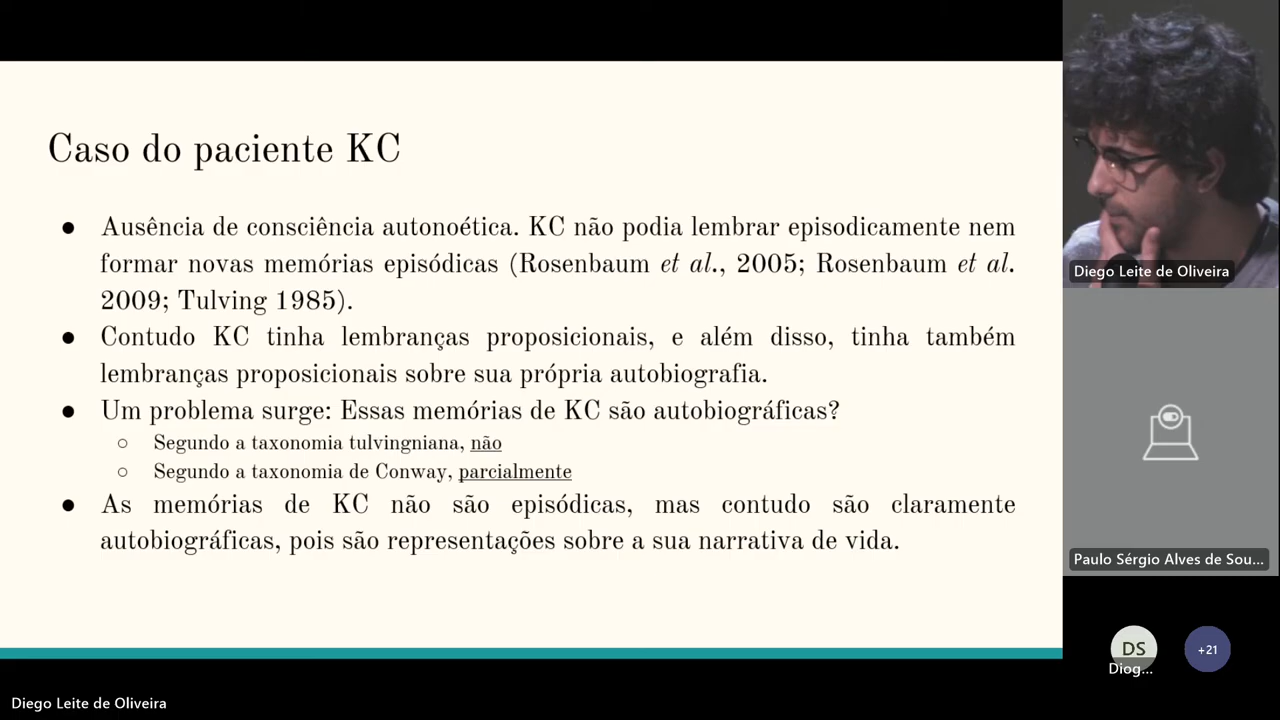 Caso do paciente KC
● Ausência de consciência autonoética. KC não podia lembrar episodicamente nem
formar novas memórias episódicas (Rosenbaum et al., 2005; Rosenbaum et al.
2009; Tulving 1985).
● Contudo KC tinha lembranças proposicionais, e além disso, tinha também
lembranças proposicionais sobre sua própria autobiografia.
● Um problema surge: Essas memórias de KC são autobiográficas?
○ Segundo a taxonomia tulvingniana, não
○ Segundo a taxonomia de Conway, parcialmente
● As memórias de KC não são episódicas, mas contudo são claramente
autobiográficas, pois são representações sobre a sua narrativa de vida.
Diego Leite de Oliveira
Paulo Sérgio Alves de Sou...
DS
+21
Diog...
Diego Leite de Oliveira